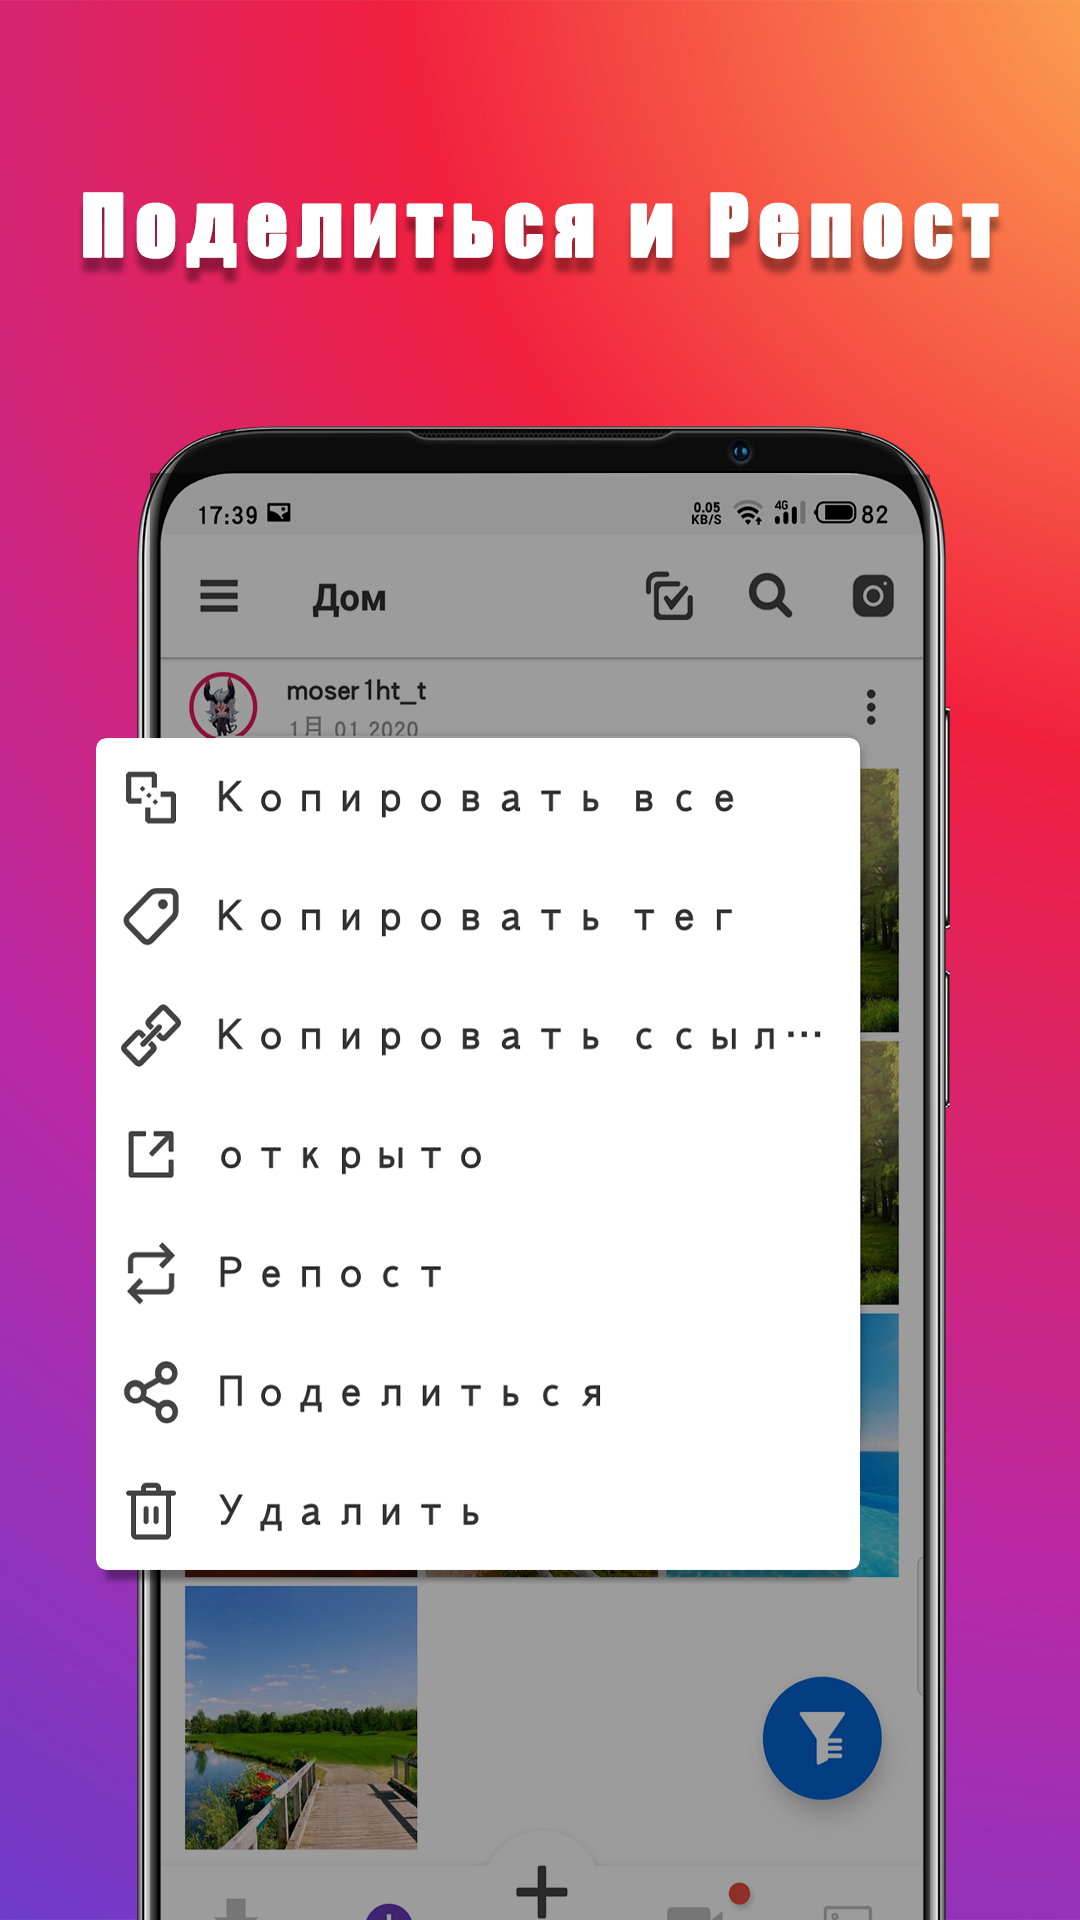 Поделиться и Репост
17:39
0.05
KB/S
4G
82
Дом
moser1ht_t
1月 01 2020
Копировать все
Копировать тег
Копировать ссыл…
открыто
Репост
Поделиться
Удалить